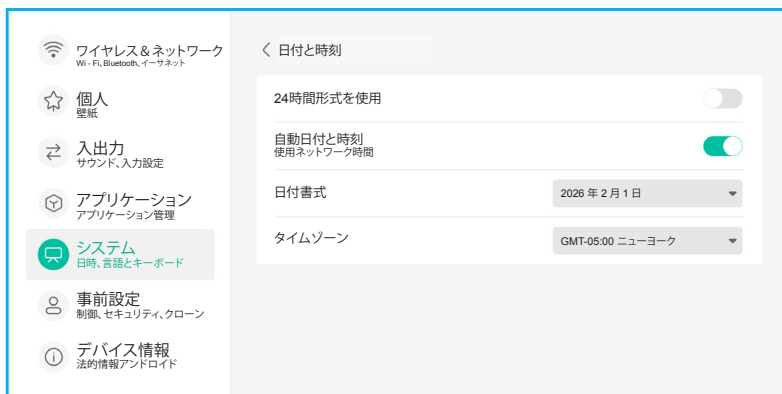 ワイヤレス＆ネットワーク
Wi - Fi、Bluetooth、イーサネット
個人
壁紙
入出力
サウンド、入力設定
アプリケーション
アプリケーション管理
システム
日時、言語とキーボード
事前設定
制御、セキュリティ、クローン
デバイス情報
法的情報アンドロイド
日付と時刻
24時間形式を使用
自動日付と時刻
使用ネットワーク時間
日付書式
2026 年 2 月 1 日
タイムゾーン
GMT-05:00 ニューヨーク